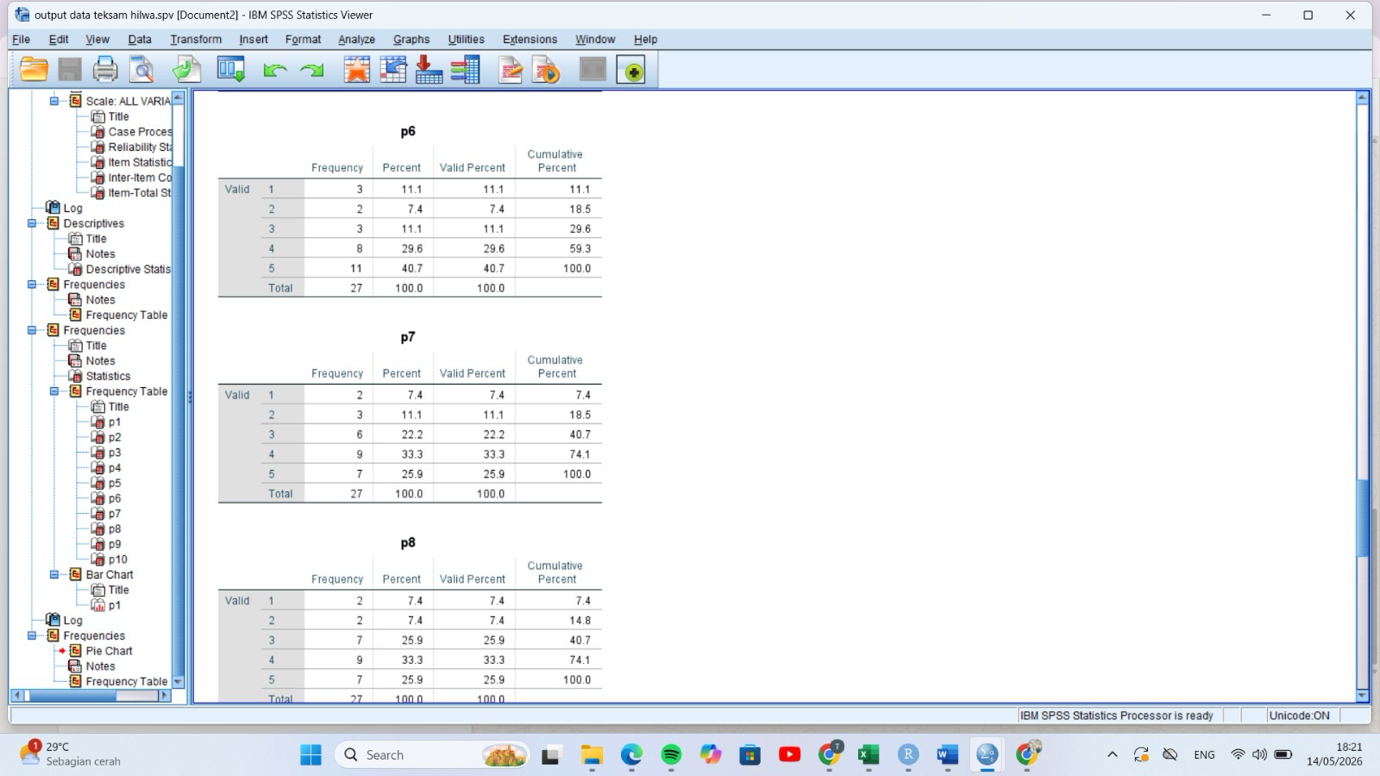 output data teksam hilwa.spv [Document2] - IBM SPSS Statistics Viewer
File Edit View Data Transform Insert Format Analyze Graphs Utilities Extensions Window Help
Scale: ALL VARIA
Title
Case Proces
Reliability Sta
Item Statistic
Inter-Item Co
Item-Total St
Log
Descriptives
Title
Notes
Descriptive Statis
Frequencies
Notes
Frequency Table
Frequencies
Title
Notes
Statistics
Frequency Table
Title
p1
p2
p3
p4
p5
p6
p7
p8
p9
p10
Bar Chart
Title
p1
Log
Frequencies
Pie Chart
Notes
Frequency Table
p6
Frequency Percent Valid Percent Cumulative Percent
Valid 1 3 11.1 11.1 11.1
2 2 7.4 7.4 18.5
3 3 11.1 11.1 29.6
4 8 29.6 29.6 59.3
5 11 40.7 40.7 100.0
Total 27 100.0 100.0
p7
Frequency Percent Valid Percent Cumulative Percent
Valid 1 2 7.4 7.4 7.4
2 3 11.1 11.1 18.5
3 6 22.2 22.2 40.7
4 9 33.3 33.3 74.1
5 7 25.9 25.9 100.0
Total 27 100.0 100.0
p8
Frequency Percent Valid Percent Cumulative Percent
Valid 1 2 7.4 7.4 7.4
2 2 7.4 7.4 14.8
3 7 25.9 25.9 40.7
4 9 33.3 33.3 74.1
5 7 25.9 25.9 100.0
Total 27 100.0 100.0
IBM SPSS Statistics Processor is ready Unicode:ON
1
29°C
Sebagian cerah
Search
T
R
ENG
18:21
14/05/2026